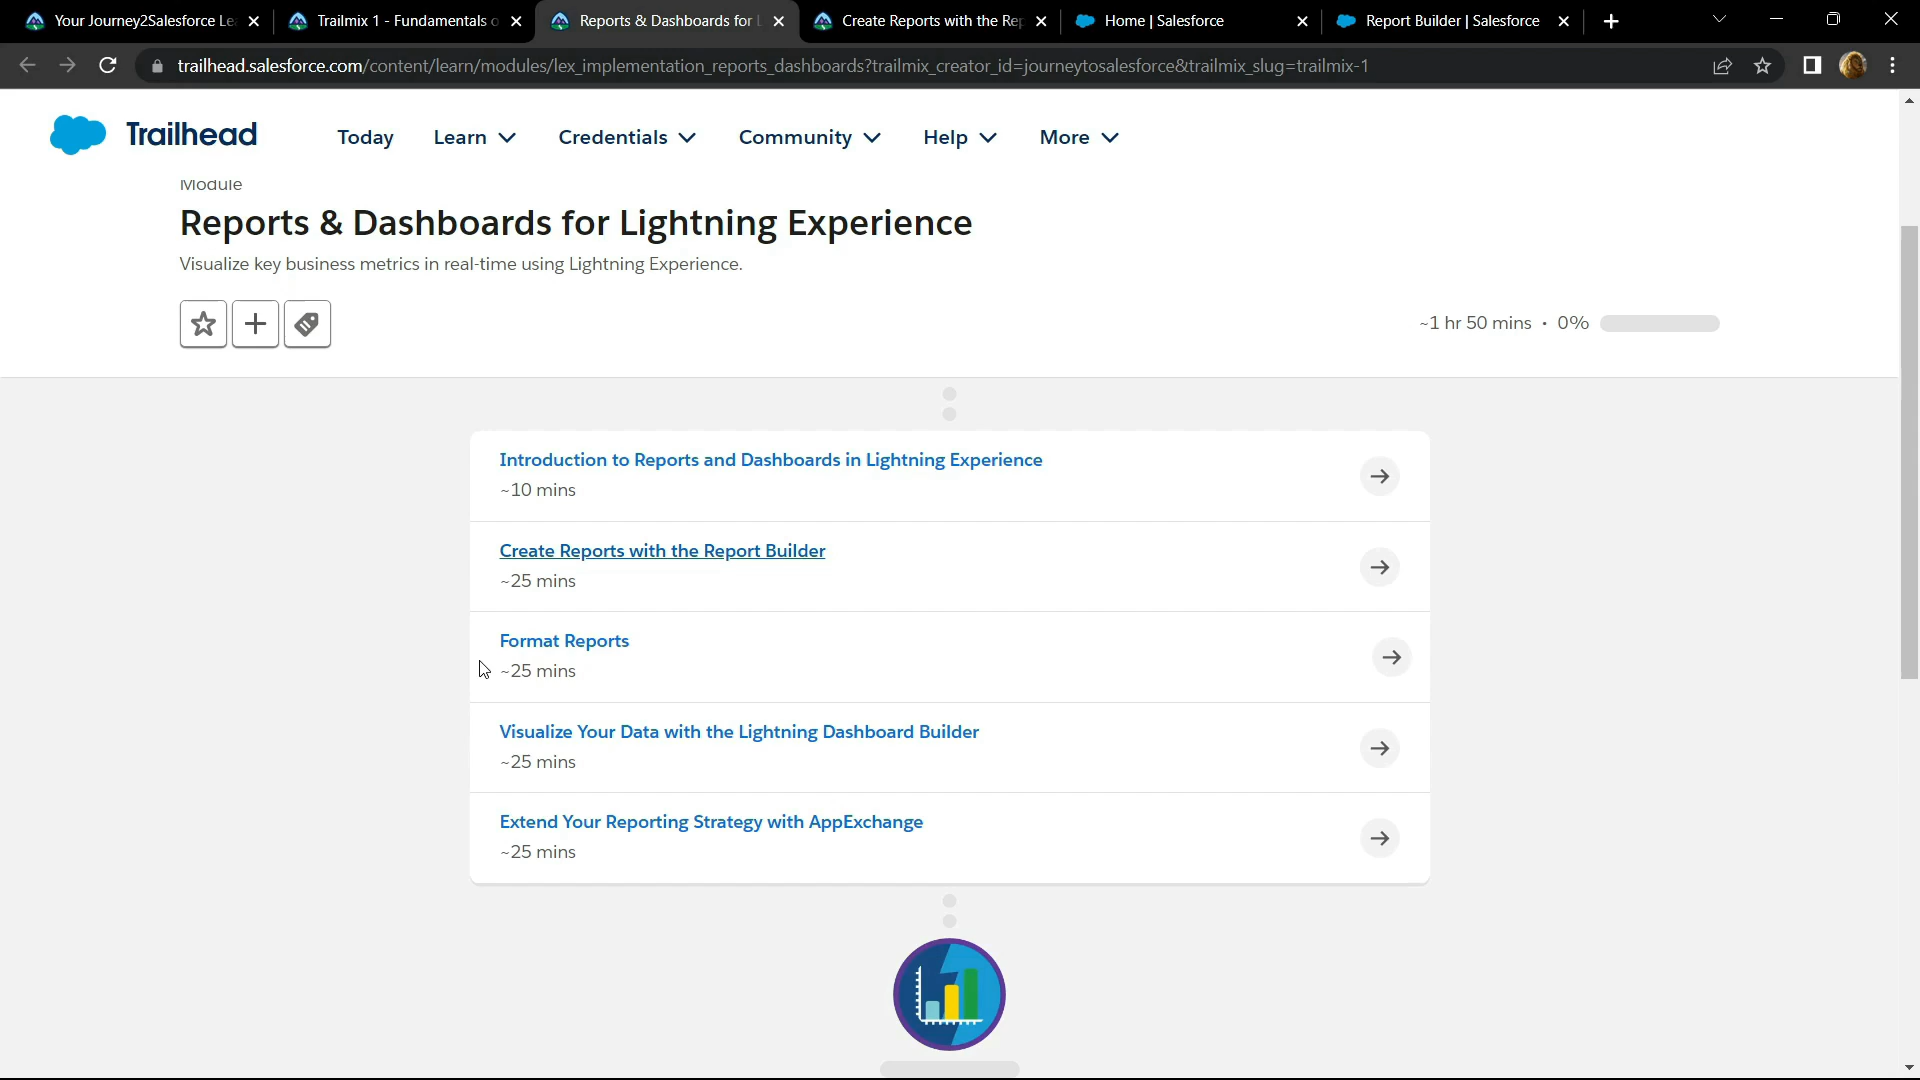 Your Journey2Salesforce Le
Trailmix 1 - Fundamentals o
Reports & Dashboards for L
Create Reports with the Rep
Home | Salesforce
Report Builder | Salesforce
trailhead.salesforce.com/content/learn/modules/lex_implementation_reports_dashboards?trailmix_creator_id=journeytosalesforce&trailmix_slug=trailmix-1
Trailhead
Today
Learn
Credentials
Community
Help
More
Module
Reports & Dashboards for Lightning Experience
Visualize key business metrics in real-time using Lightning Experience.
~1 hr 50 mins · 0%
Introduction to Reports and Dashboards in Lightning Experience
~10 mins
Create Reports with the Report Builder
~25 mins
Format Reports
~25 mins
Visualize Your Data with the Lightning Dashboard Builder
~25 mins
Extend Your Reporting Strategy with AppExchange
~25 mins